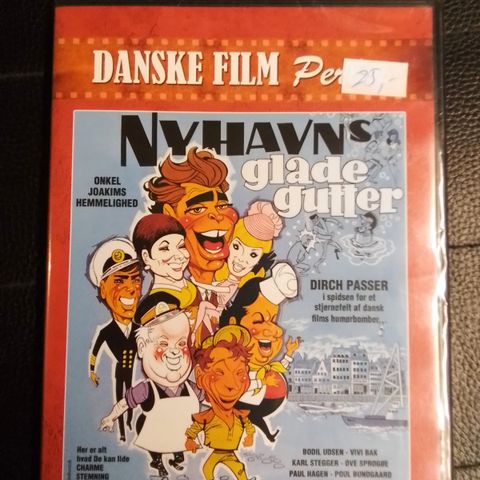 DANSKE FILM Per
25,-
NYHAVNs
glade
gutter
ONKEL
JOAKIMS
HEMMELIGHED
DIRCH PASSER
i spidsen for et
stjernefelt af dansk
films humørbomber...
Her er alt
hvad De kan lide
CHARME
STEMNING
BODIL UDSEN - VIVI BAK
KARL STEGGER - OVE SPROGØE
PAUL HAGEN - POUL BUNDGAARD